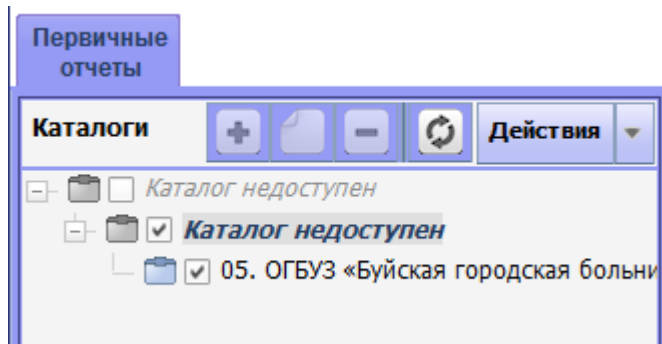 Первичные
отчеты
Каталоги
Действия
Каталог недоступен
Каталог недоступен
05. ОГБУЗ «Буйская городская больни